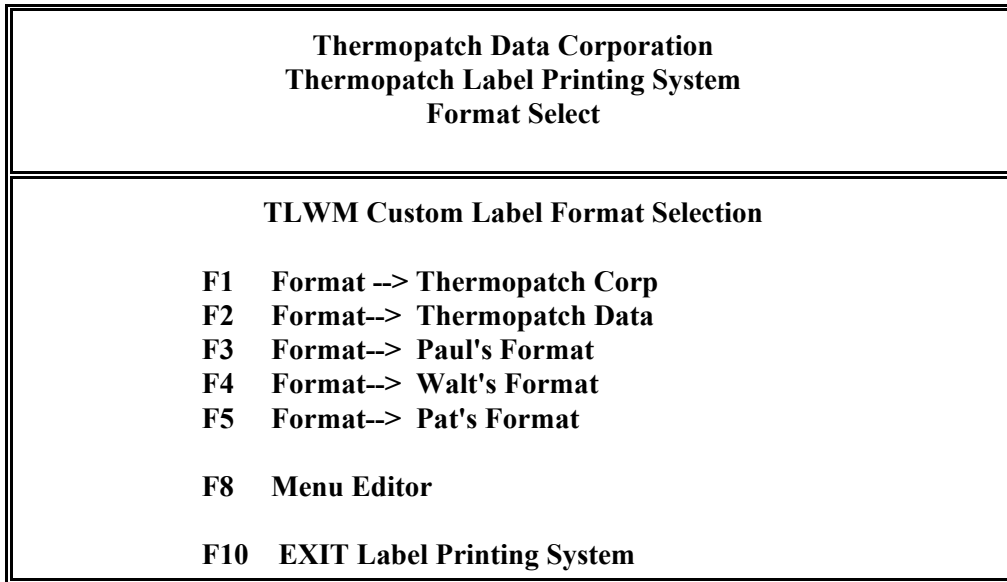 Thermopatch Data Corporation
Thermopatch Label Printing System
Format Select
TLWM Custom Label Format Selection
F1 Format --> Thermopatch Corp
F2 Format--> Thermopatch Data
F3 Format--> Paul's Format
F4 Format--> Walt's Format
F5 Format--> Pat's Format
F8 Menu Editor
F10 EXIT Label Printing System